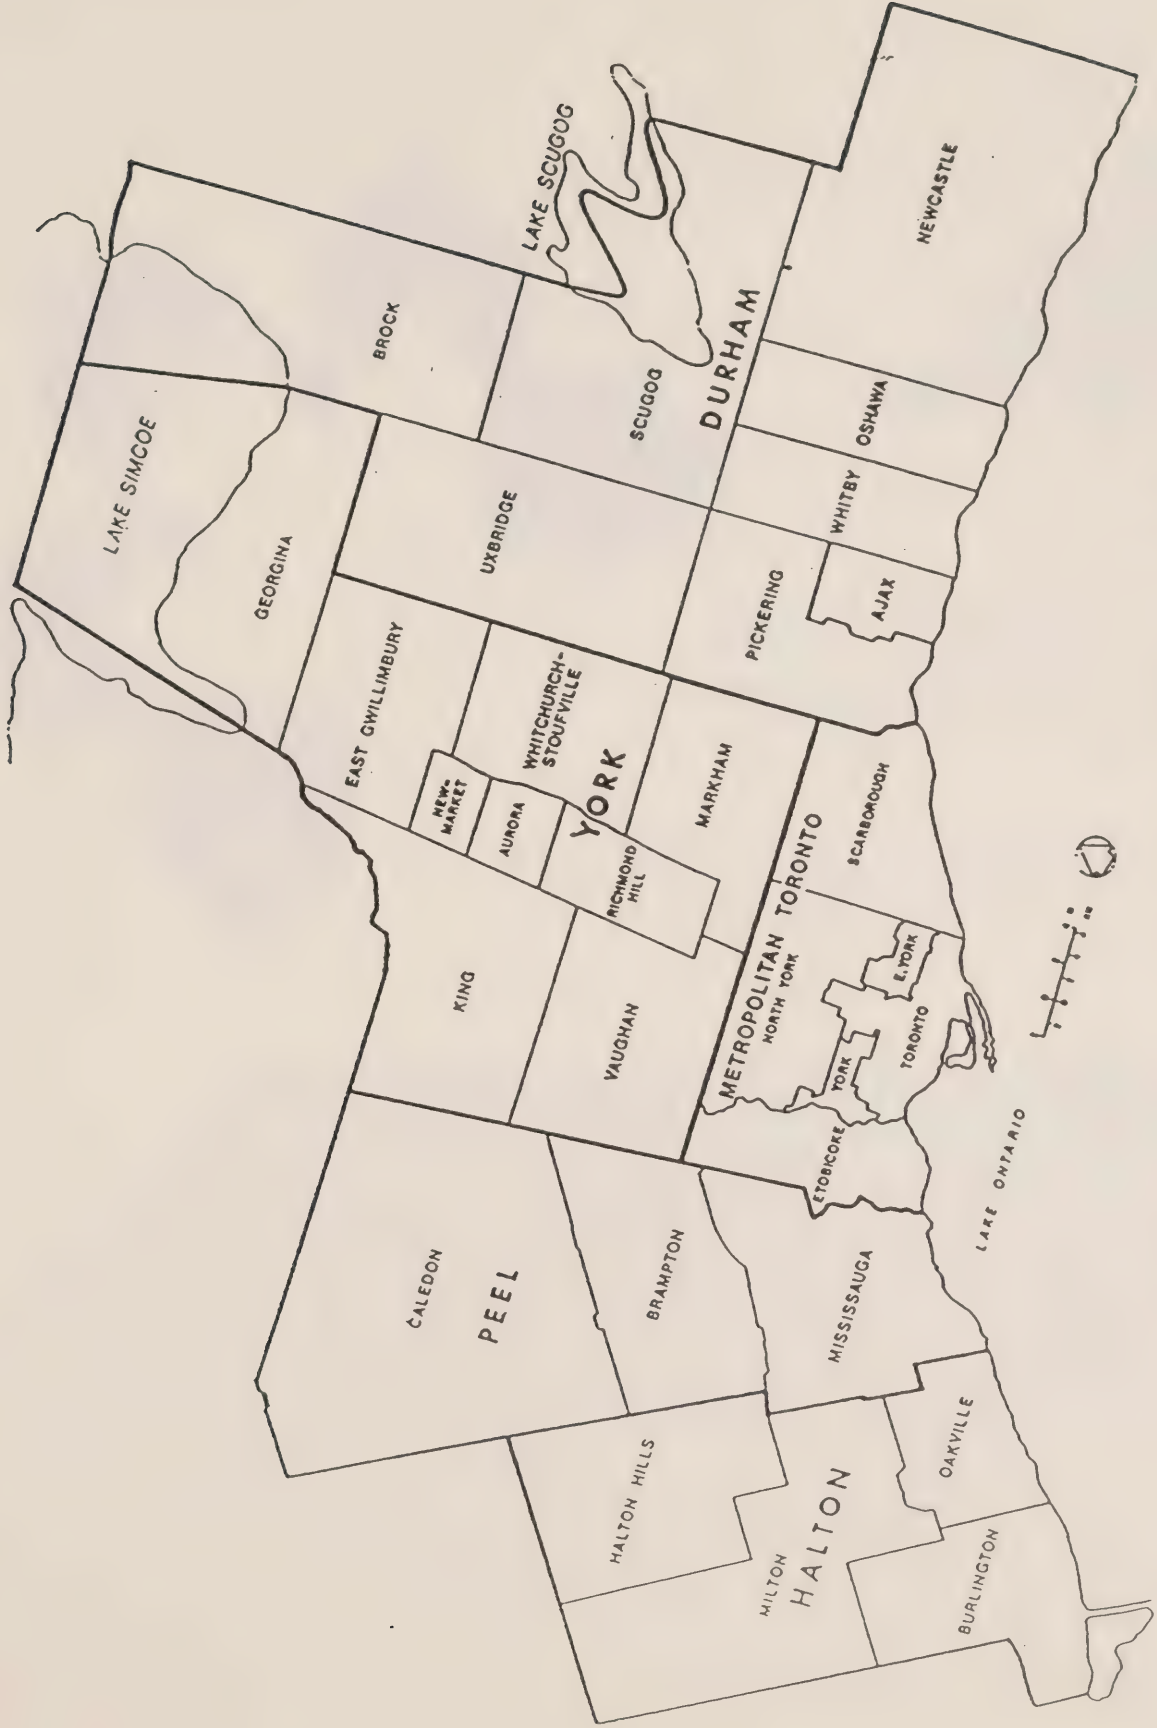 LAKE SIMCOE
GEORGINA
BROCK
LAKE SCUGOG
SCUGOG
UXBRIDGE
DURHAM
NEWCASTLE
OSHAWA
WHITBY
AJAX
PICKERING
EAST GWILLIMBURY
WHITCHURCH-
STOUFVILLE
NEW-
MARKET
AURORA
YORK
RICHMOND
HILL
MARKHAM
KING
VAUGHAN
METROPOLITAN TORONTO
NORTH YORK
SCARBOROUGH
E.YORK
YORK
TORONTO
ETOBICOKE
CALEDON
PEEL
BRAMPTON
MISSISSAUGA
HALTON HILLS
MILTON
HALTON
OAKVILLE
BURLINGTON
LAKE ONTARIO